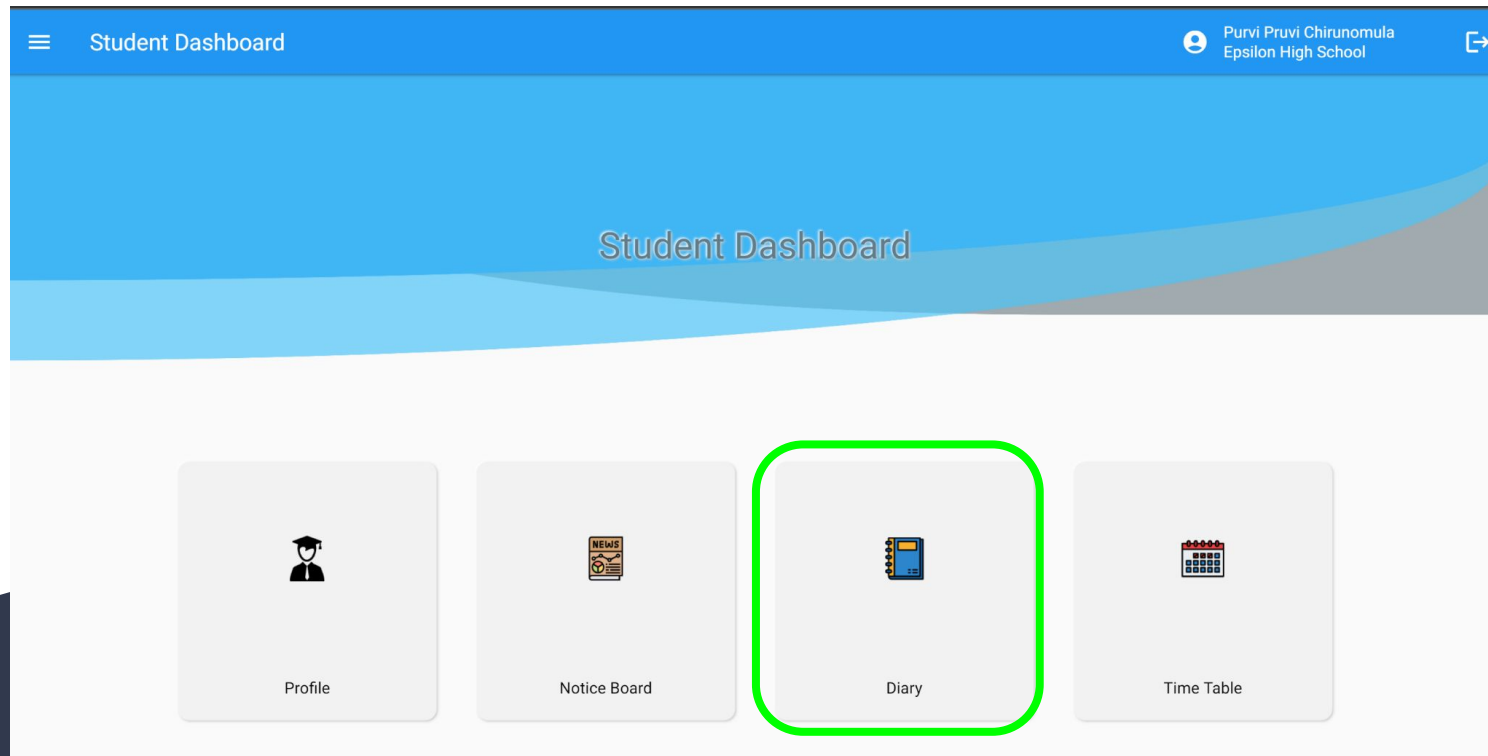 Student Dashboard
Purvi Pruvi Chirunomula
Epsilon High School
Student Dashboard
NEWS
Profile
Notice Board
Diary
Time Table